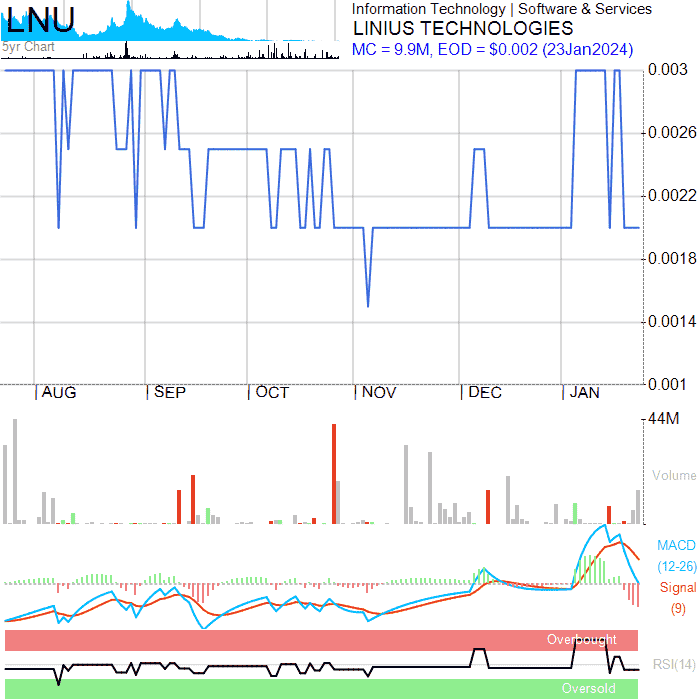 LNU
5yr Chart
Information Technology | Software & Services
LINIUS TECHNOLOGIES
MC = 9.9M, EOD = $0.002 (23Jan2024)
0.003
0.0026
0.0022
0.0018
0.0014
0.001
AUG SEP OCT NOV DEC JAN
44M
Volume
MACD
(12-26)
Signal
(9)
Overbought
RSI(14)
Oversold